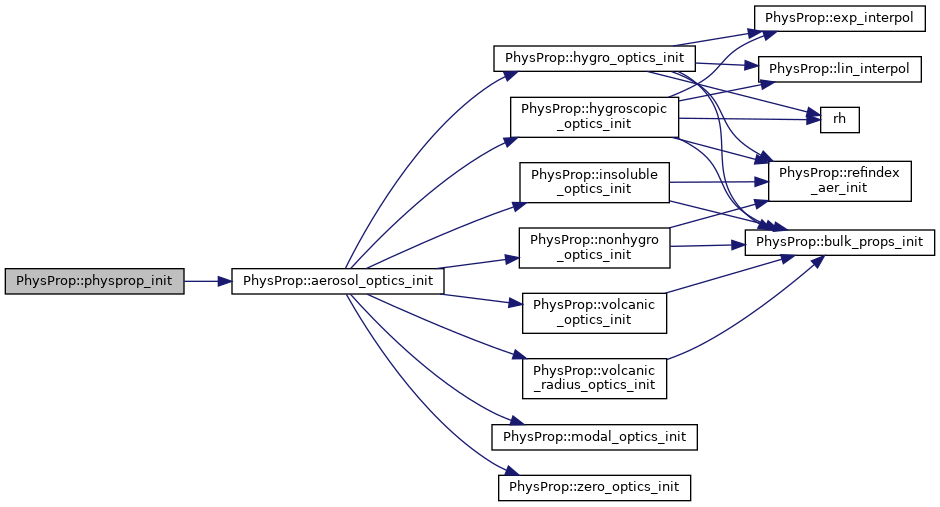 PhysProp::physprop_init
PhysProp::aerosol_optics_init
PhysProp::hygro_optics_init
PhysProp::hygroscopic
_optics_init
PhysProp::insoluble
_optics_init
PhysProp::nonhygro
_optics_init
PhysProp::volcanic
_optics_init
PhysProp::volcanic
_radius_optics_init
PhysProp::modal_optics_init
PhysProp::zero_optics_init
PhysProp::exp_interpol
PhysProp::lin_interpol
rh
PhysProp::refindex
_aer_init
PhysProp::bulk_props_init